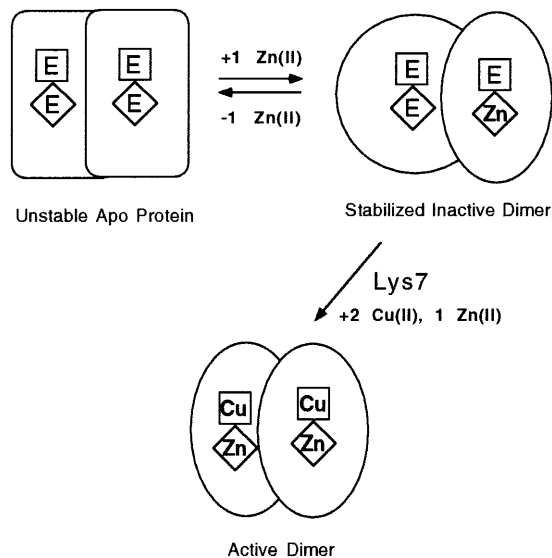 E E +1 Zn(II) E E
E E -1 Zn(II) E Zn
Unstable Apo Protein Stabilized Inactive Dimer
Lys7
+2 Cu(II), 1 Zn(II)
Cu Cu
Zn Zn
Active Dimer